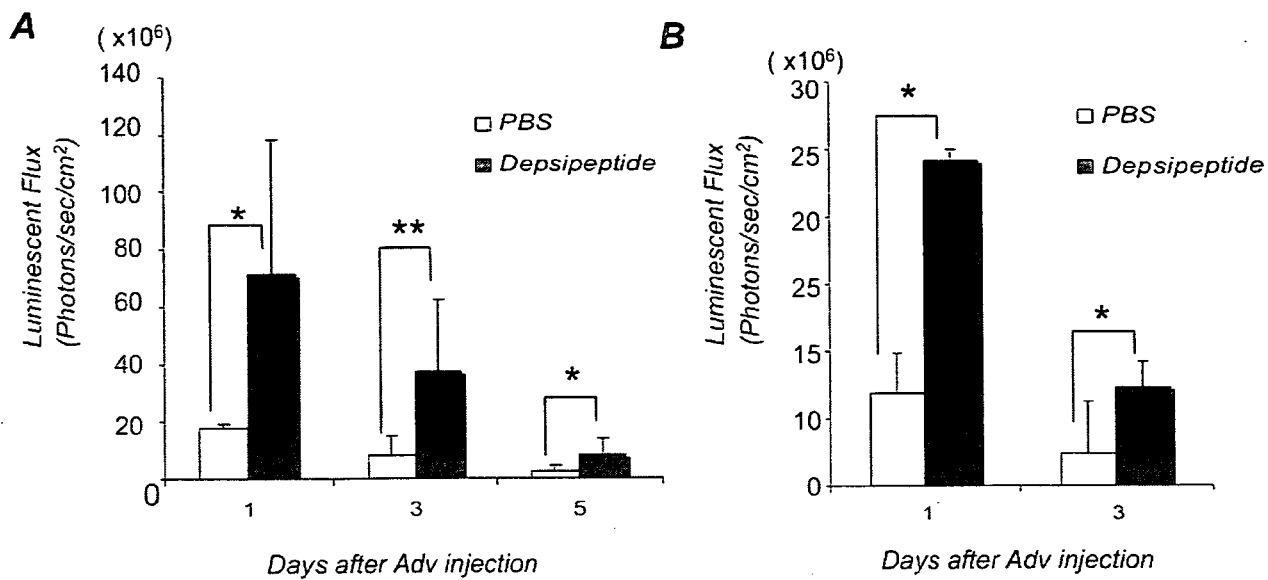 A
( x10⁶)
140
120
100
80
60
40
20
0
Luminescent Flux
(Photons/sec/cm²)
PBS
Depsipeptide
*
**
*
1
3
5
Days after Adv injection
B
( x10⁶)
30
25
20
25
15
10
0
Luminescent Flux
(Photons/sec/cm²)
PBS
Depsipeptide
*
*
1
3
Days after Adv injection